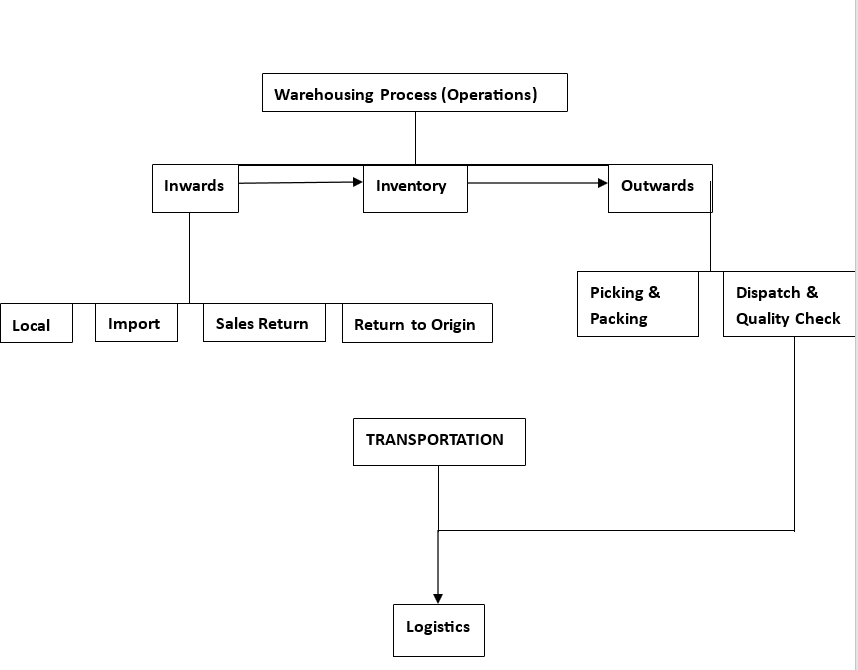 Warehousing Process (Operations)
Inwards
Inventory
Outwards
Local
Import
Sales Return
Return to Origin
Picking &
Packing
Dispatch &
Quality Check
TRANSPORTATION
Logistics